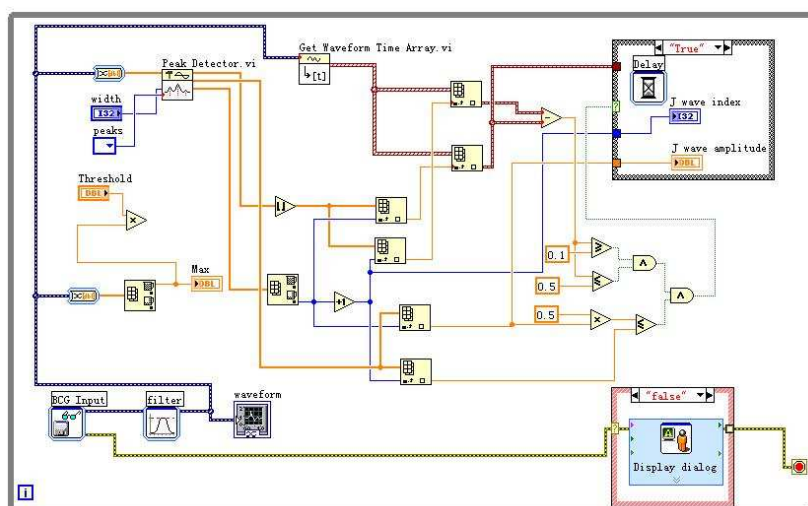 Peak Detector.vi
Get Waveform Time Array.vi
"True"
Delay
width
I32
peaks
J wave index
I32
J wave amplitude
DBL
[t]
Threshold
DBL
Max
DBL
+1
0.1
0.5
0.5
BCG Input
filter
waveform
"false"
Display dialog
i